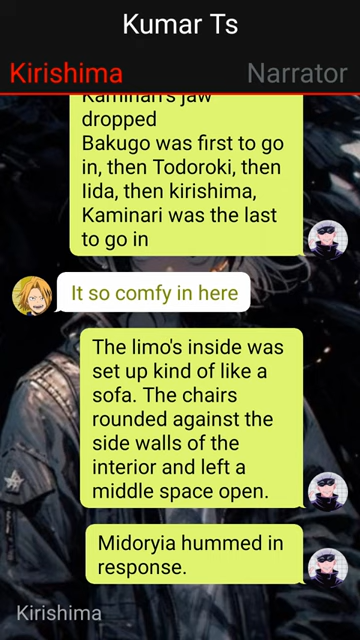 Kumar Ts
Kirishima
Narrator
Kaminari's jaw
dropped
Bakugo was first to go
in, then Todoroki, then
Iida, then kirishima,
Kaminari was the last
to go in
It so comfy in here
The limo's inside was
set up kind of like a
sofa. The chairs
rounded against the
side walls of the
interior and left a
middle space open.
Midoryia hummed in
response.
Kirishima